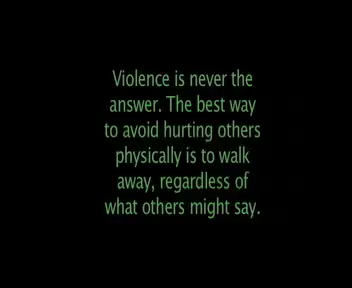 Violence is never the
answer. The best way
to avoid hurting others
physically is to walk
away, regardless of
what others might say.